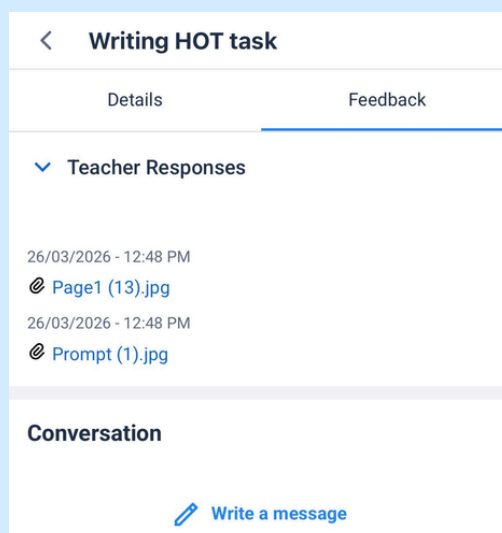 Writing HOT task
Details Feedback
Teacher Responses
26/03/2026 - 12:48 PM
Page1 (13).jpg
26/03/2026 - 12:48 PM
Prompt (1).jpg
Conversation
Write a message